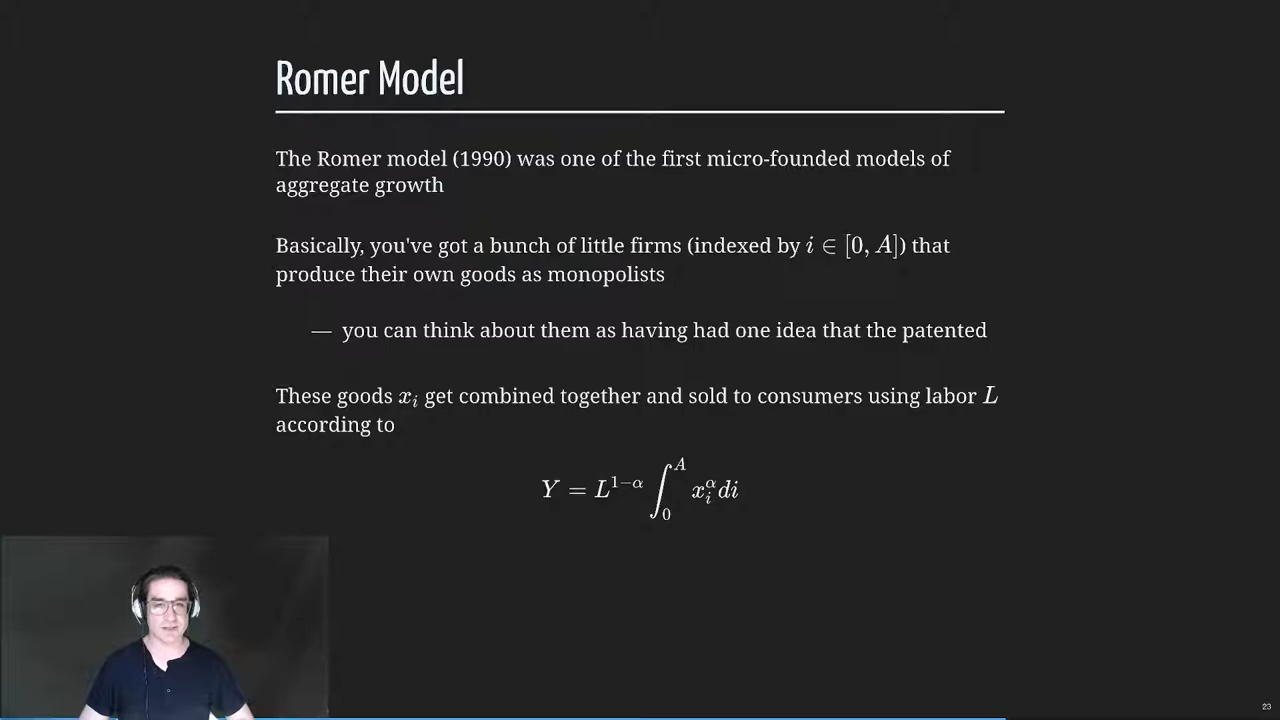 Romer Model
The Romer model (1990) was one of the first micro-founded models of
aggregate growth
Basically, you've got a bunch of little firms (indexed by i ∈ [0, A]) that
produce their own goods as monopolists
— you can think about them as having had one idea that the patented
These goods xᵢ get combined together and sold to consumers using labor L
according to
Y = L^{1−α} ∫₀^A xᵢ^α di
23